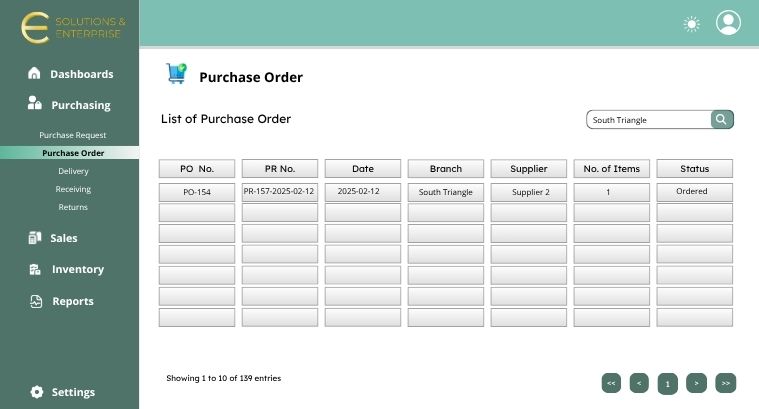 SOLUTIONS &
ENTERPRISE
Dashboards
Purchasing
Purchase Request
Purchase Order
Delivery
Receiving
Returns
Sales
Inventory
Reports
Settings
Purchase Order
List of Purchase Order
South Triangle
PO No. PR No. Date Branch Supplier No. of Items Status
PO-154 PR-157-2025-02-12 2025-02-12 South Triangle Supplier 2 1 Ordered
Showing 1 to 10 of 139 entries
<< < 1 > >>